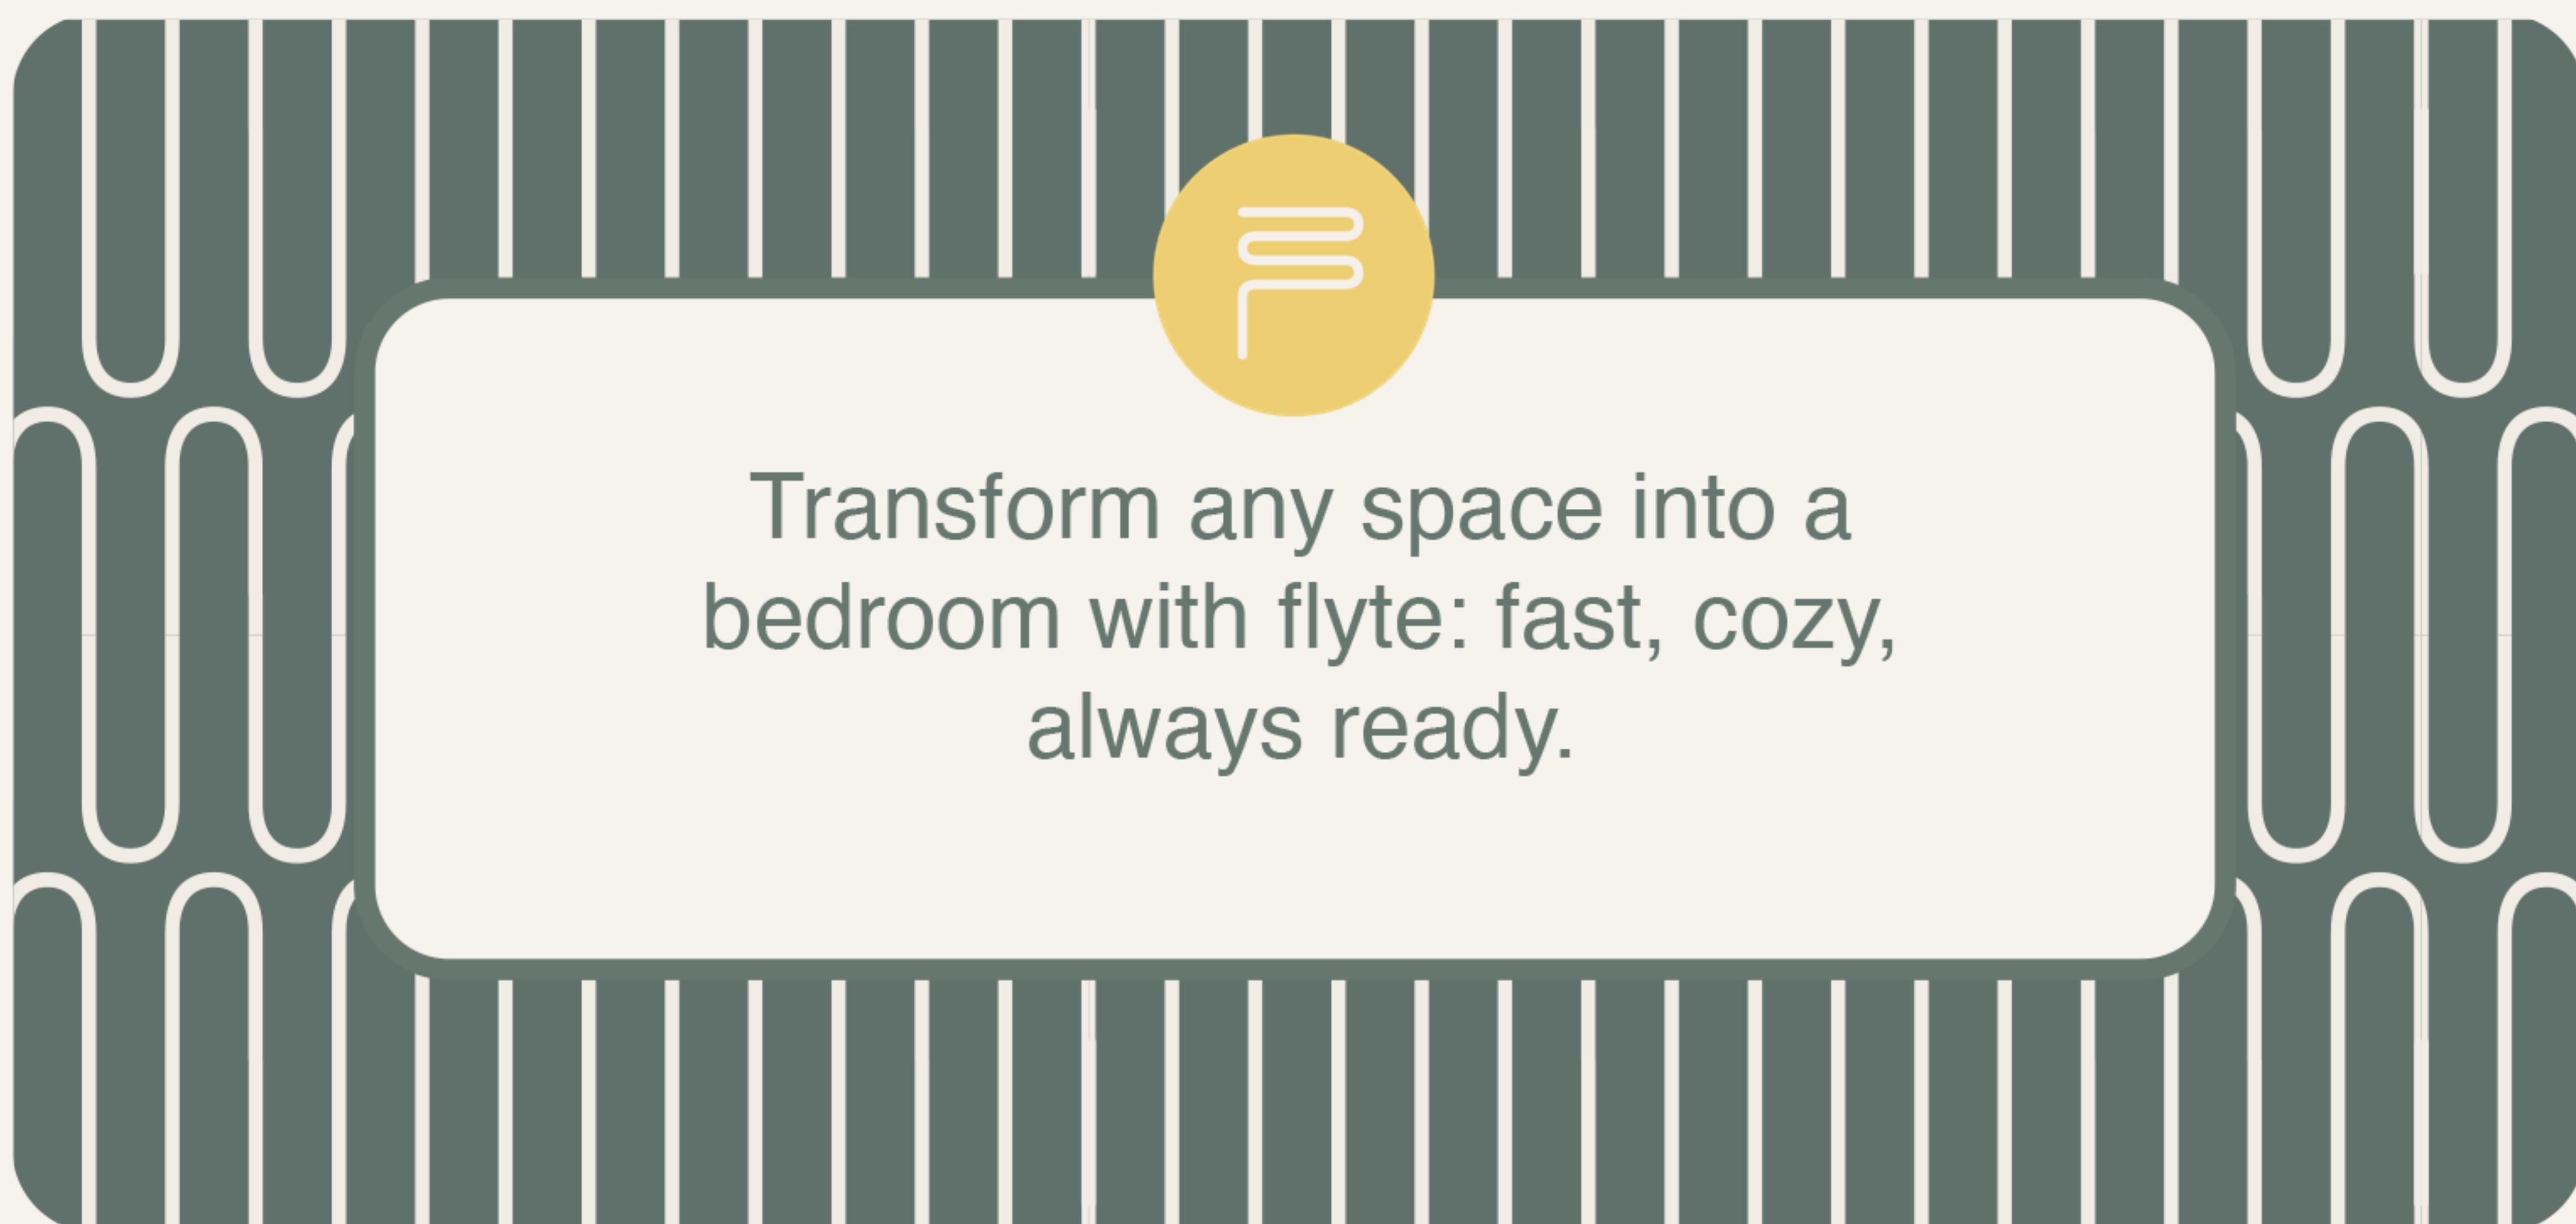 Transform any space into a
bedroom with flyte: fast, cozy,
always ready.